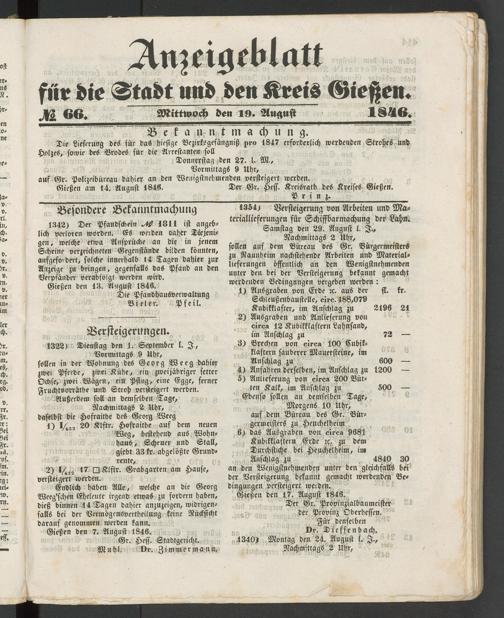 Anzeigeblatt
für die Stadt und den Kreis Gießen.
№ 66. Mittwoch den 19. August 1846.
Bekanntmachung.
Die Lieferung des für das hiesige Bezirksgefängniß pro 1847 erforderlich werdenden Strohes und
Holzes, sowie des Brodes für die Arrestanten soll
Donnerstag den 27. l. M.,
Vormittags 9 Uhr,
auf Gr. Polizeibüreau dahier an den Wenigstnehmenden versteigert werden.
Gießen am 14. August 1846. Der Gr. Hess. Kreisrath des Kreises Gießen.
Prinz.
Besondere Bekanntmachung
1342) Der Pfandschein № 1311 ist angeb-
lich verloren worden. Es werden daher Diejeni-
gen, welche etwa Ansprüche an die in jenem
Scheine verzeichneten Gegenstände bilden könnten,
aufgefordert, solche innerhalb 14 Tagen dahier zur
Anzeige zu bringen, gegenfalls das Pfand an den
Verpfänder verabfolgt werden wird.
Gießen den 13. August 1846.
Die Pfandhausverwaltung
Bieler. Pfeil.
Versteigerungen.
1322) Dienstag den 1. September l. J.,
Vormittags 9 Uhr,
sollen in der Wohnung des Georg Werg dahier
zwei Pferde, zwei Kühe, ein zweijähriger fetter
Ochse, zwei Wägen, ein Pflug, eine Egge, ferner
Fruchtvorräthe und Stroh versteigert werden.
Außerdem soll an demselben Tage,
Nachmittags 2 Uhr,
daselbst die Hofraithe des Georg Werg
1) 20 Klftr. Hofraithe auf dem neuen
Weg, bestehend aus Wohn-
haus, Scheuer und Stall,
giebt 33 kr. abgelöste Grund-
rente,
2) 47 □Klftr. Grabgarten am Hause,
versteigert werden.
Endlich haben Alle, welche an die Georg
Werg'schen Eheleute irgend etwas zu fordern haben,
dieß binnen 14 Tagen dahier anzuzeigen, widrigen-
falls bei der Vermögensvertheilung keine Rücksicht
darauf genommen werden kann.
Gießen den 7. August 1846.
Gr. Hess. Stadtgericht.
Muhl. Dr. Zimmermann.
1354) Versteigerung von Arbeiten und Ma-
teriallieferungen für Schiffbarmachung der Lahn.
Samstag den 29. August l. J.,
Nachmittags 2 Uhr,
sollen auf dem Büreau des Gr. Bürgermeisters
zu Naunheim nachstehende Arbeiten und Material-
lieferungen öffentlich an den Wenigstnehmenden
unter den bei der Versteigerung bekannt gemacht
werdenden Bedingungen vergeben werden:
1) Ausgraben von Erde ꝛc. aus der fl. kr.
Schleusenbaustelle, circ. 188,079
Kubikklafter, im Anschlag zu 2196 21
2) Ausgraben und Anlieferung von
circa 12 Kubikklaftern Lahnsand,
im Anschlag zu 72 —
3) Brechen von circa 100 Cubik-
klaftern Lauerer Mauersteine, im
Anschlag zu 600 —
4) Anfahren derselben, im Anschlag zu 1200 —
5) Anlieferung von circa 200 Büt-
ten Kalk, im Anschlag zu 500 —
Ebenso sollen an demselben Tage,
Morgens 10 Uhr,
auf dem Büreau des Gr. Bür-
germeisters zu Heuchelheim
6) das Ausgraben von circa 9681
Kubikklaftern Erde ꝛc. zu dem
Durchstiche bei Heuchelheim, im
Anschlag zu 4840 30
an den Wenigstnehmenden unter den gleichfalls bei
der Versteigerung bekannt gemacht werdenden Be-
dingungen versteigert werden.
Gießen den 17. August 1846.
Der Gr. Provinzialbaumeister
der Provinz Oberhessen.
Für denselben
Dr. Dieffenbach.
1340) Montag den 24. August l. J.,
Nachmittags 2 Uhr,